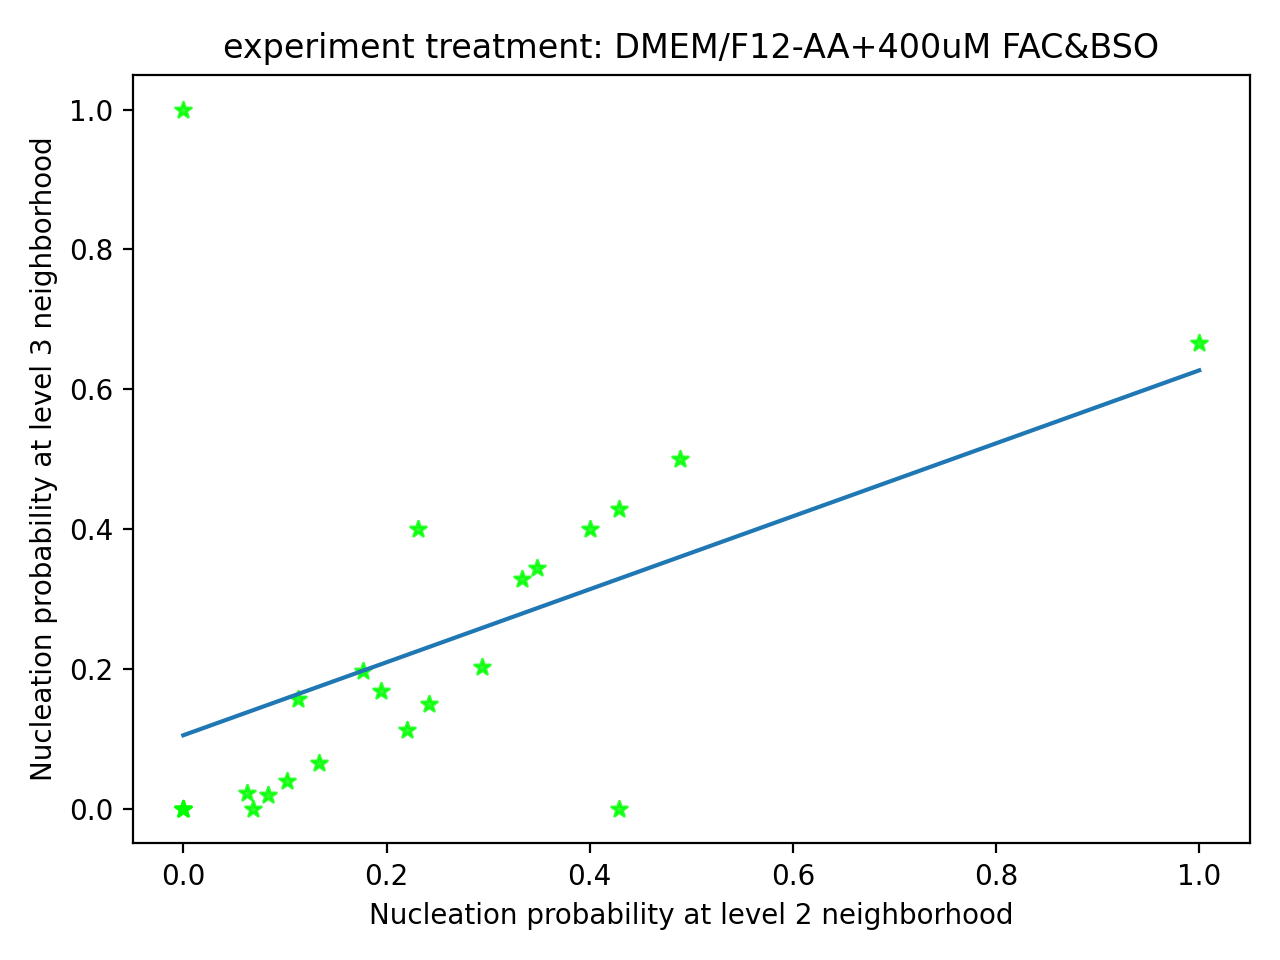 experiment treatment: DMEM/F12-AA+400uM FAC&BSO
1.0
0.8
0.6
0.4
0.2
0.0
Nucleation probability at level 3 neighborhood
0.0 0.2 0.4 0.6 0.8 1.0
Nucleation probability at level 2 neighborhood